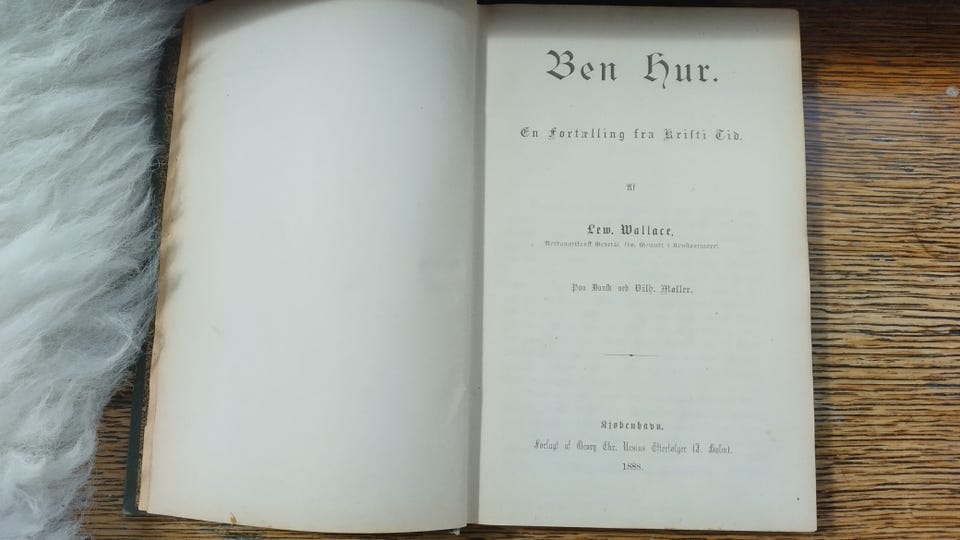 Ben Hur.
En Fortælling fra Kristi Tid.
Af
Lew. Wallace,
Nordamerikansk General, frv. Gesandt i Konstantinopel.
Paa Dansk ved Vilh. Møller.
Kjøbenhavn.
Forlagt af Georg Chr. Ursins Efterfølger (J. Holm).
1888.